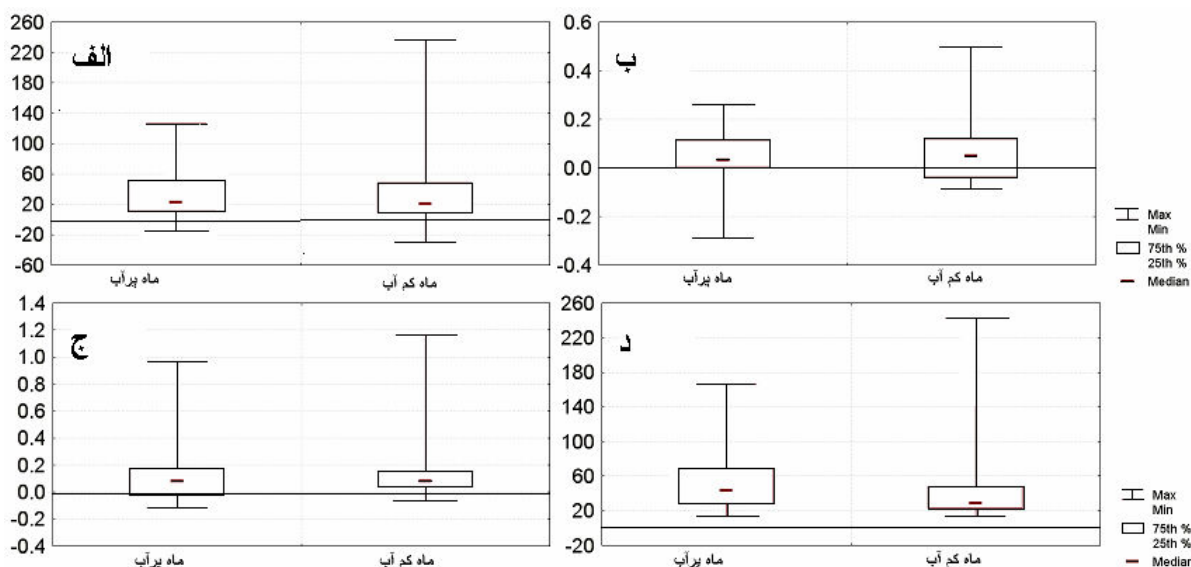 الف
260
220
180
140
100
60
20
-20
-60
ماه پرآب
ماه کم آب
ب
0.6
0.4
0.2
0.0
-0.2
-0.4
ماه پرآب
ماه کم آب
Max
Min
75th %
25th %
Median
ج
1.4
1.2
1.0
0.8
0.6
0.4
0.2
0.0
-0.2
-0.4
ماه پرآب
ماه کم آب
د
260
220
180
140
100
60
20
-20
ماه پرآب
ماه کم آب
Max
Min
75th %
25th %
Median